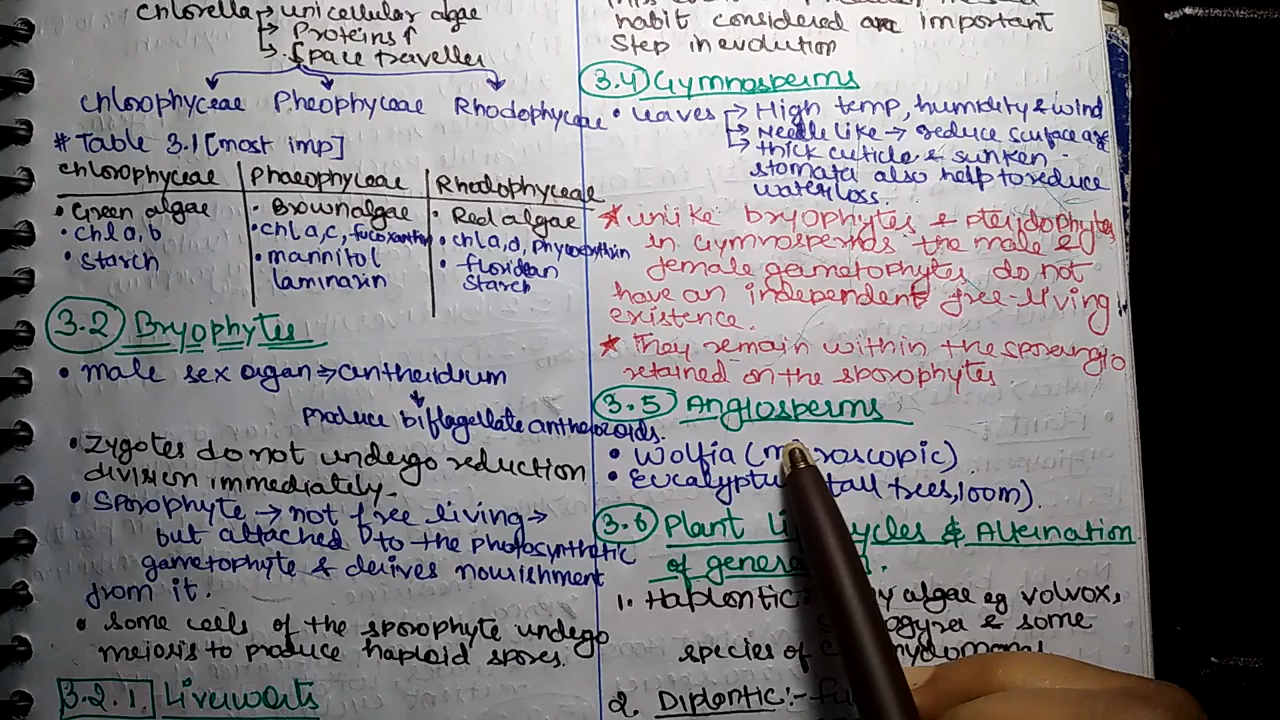 chlorella → unicellular algae
→ Proteins ↑
→ Space traveller
chlorophyceae Pheophyceae Rhodophyceae
# Table 3.1 [most imp]
chlorophyceae | Phaeophyceae | Rhodophyceae
• Green algae • Brown algae • Red algae
• chl a, b • chl a, c, fucoxanthin • chl a, d, phycoerythrin
• starch • mannitol • floridean
laminarin starch
3.2 Bryophytes
• male sex organ → antheridium
produce biflagellate antherozoids.
• Zygotes do not undergo reduction
division immediately.
• Sporophyte → not free living →
but attached to the photosynthetic
gametophyte & derives nourishment
from it.
• some cells of the sporophyte undergo
meiosis to produce haploid spores.
3.2.1. Liverworts
habit considered are important
step in evolution
3.4 Gymnosperms
• leaves → High temp, humidity & wind
→ Needle like → reduce surface
→ thick cuticle & sunken
stomata also help to reduce
water loss.
* unlike bryophytes & pteridophytes
in Gymnosperms the male &
female gametophytes do not
have an independent free-living
existence.
* They remain within the sporangia
retained on the sporophytes
3.5 Angiosperms
• Wolfia (microscopic)
• Eucalyptus (tall trees, 100m).
3.6 Plant cycles & Alternation
of
1. Haplontic: algae eg volvox,
& some
species of
2. Diplontic:-